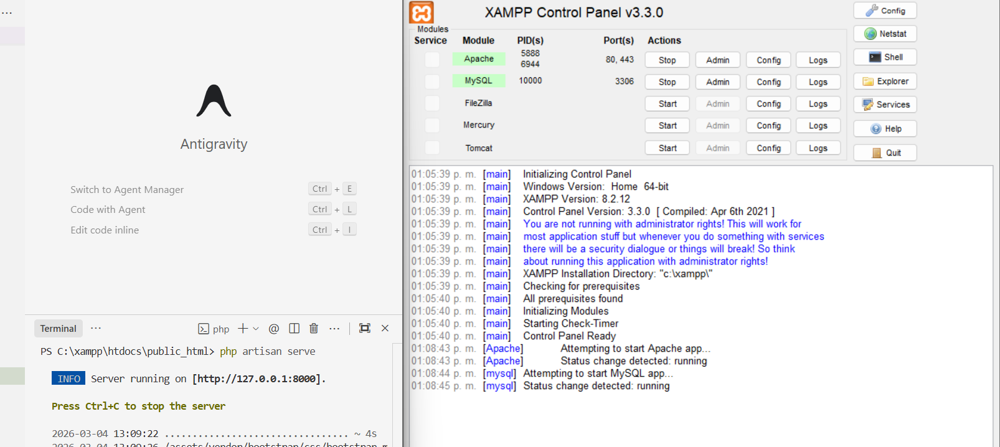 ...
Antigravity
Switch to Agent Manager Ctrl + E
Code with Agent Ctrl + L
Edit code inline Ctrl + I
Terminal ... php @ ...
PS C:\xampp\htdocs\public_html> php artisan serve
INFO Server running on [http://127.0.0.1:8000].
Press Ctrl+C to stop the server
2026-03-04 13:09:22 ................................. ~ 4s
2026-03-04 13:09:26 /assets/vendor/bootstrap/css/bootstrap.m
XAMPP Control Panel v3.3.0
Modules
Service Module PID(s) Port(s) Actions
Apache 5888 6944 80, 443 Stop Admin Config Logs
MySQL 10000 3306 Stop Admin Config Logs
FileZilla Start Admin Config Logs
Mercury Start Admin Config Logs
Tomcat Start Admin Config Logs
Config
Netstat
Shell
Explorer
Services
Help
Quit
01:05:39 p. m. [main] Initializing Control Panel
01:05:39 p. m. [main] Windows Version: Home 64-bit
01:05:39 p. m. [main] XAMPP Version: 8.2.12
01:05:39 p. m. [main] Control Panel Version: 3.3.0 [ Compiled: Apr 6th 2021 ]
01:05:39 p. m. [main] You are not running with administrator rights! This will work for
01:05:39 p. m. [main] most application stuff but whenever you do something with services
01:05:39 p. m. [main] there will be a security dialogue or things will break! So think
01:05:39 p. m. [main] about running this application with administrator rights!
01:05:39 p. m. [main] XAMPP Installation Directory: "c:\xampp\"
01:05:39 p. m. [main] Checking for prerequisites
01:05:40 p. m. [main] All prerequisites found
01:05:40 p. m. [main] Initializing Modules
01:05:40 p. m. [main] Starting Check-Timer
01:05:40 p. m. [main] Control Panel Ready
01:08:43 p. m. [Apache] Attempting to start Apache app...
01:08:43 p. m. [Apache] Status change detected: running
01:08:44 p. m. [mysql] Attempting to start MySQL app...
01:08:45 p. m. [mysql] Status change detected: running